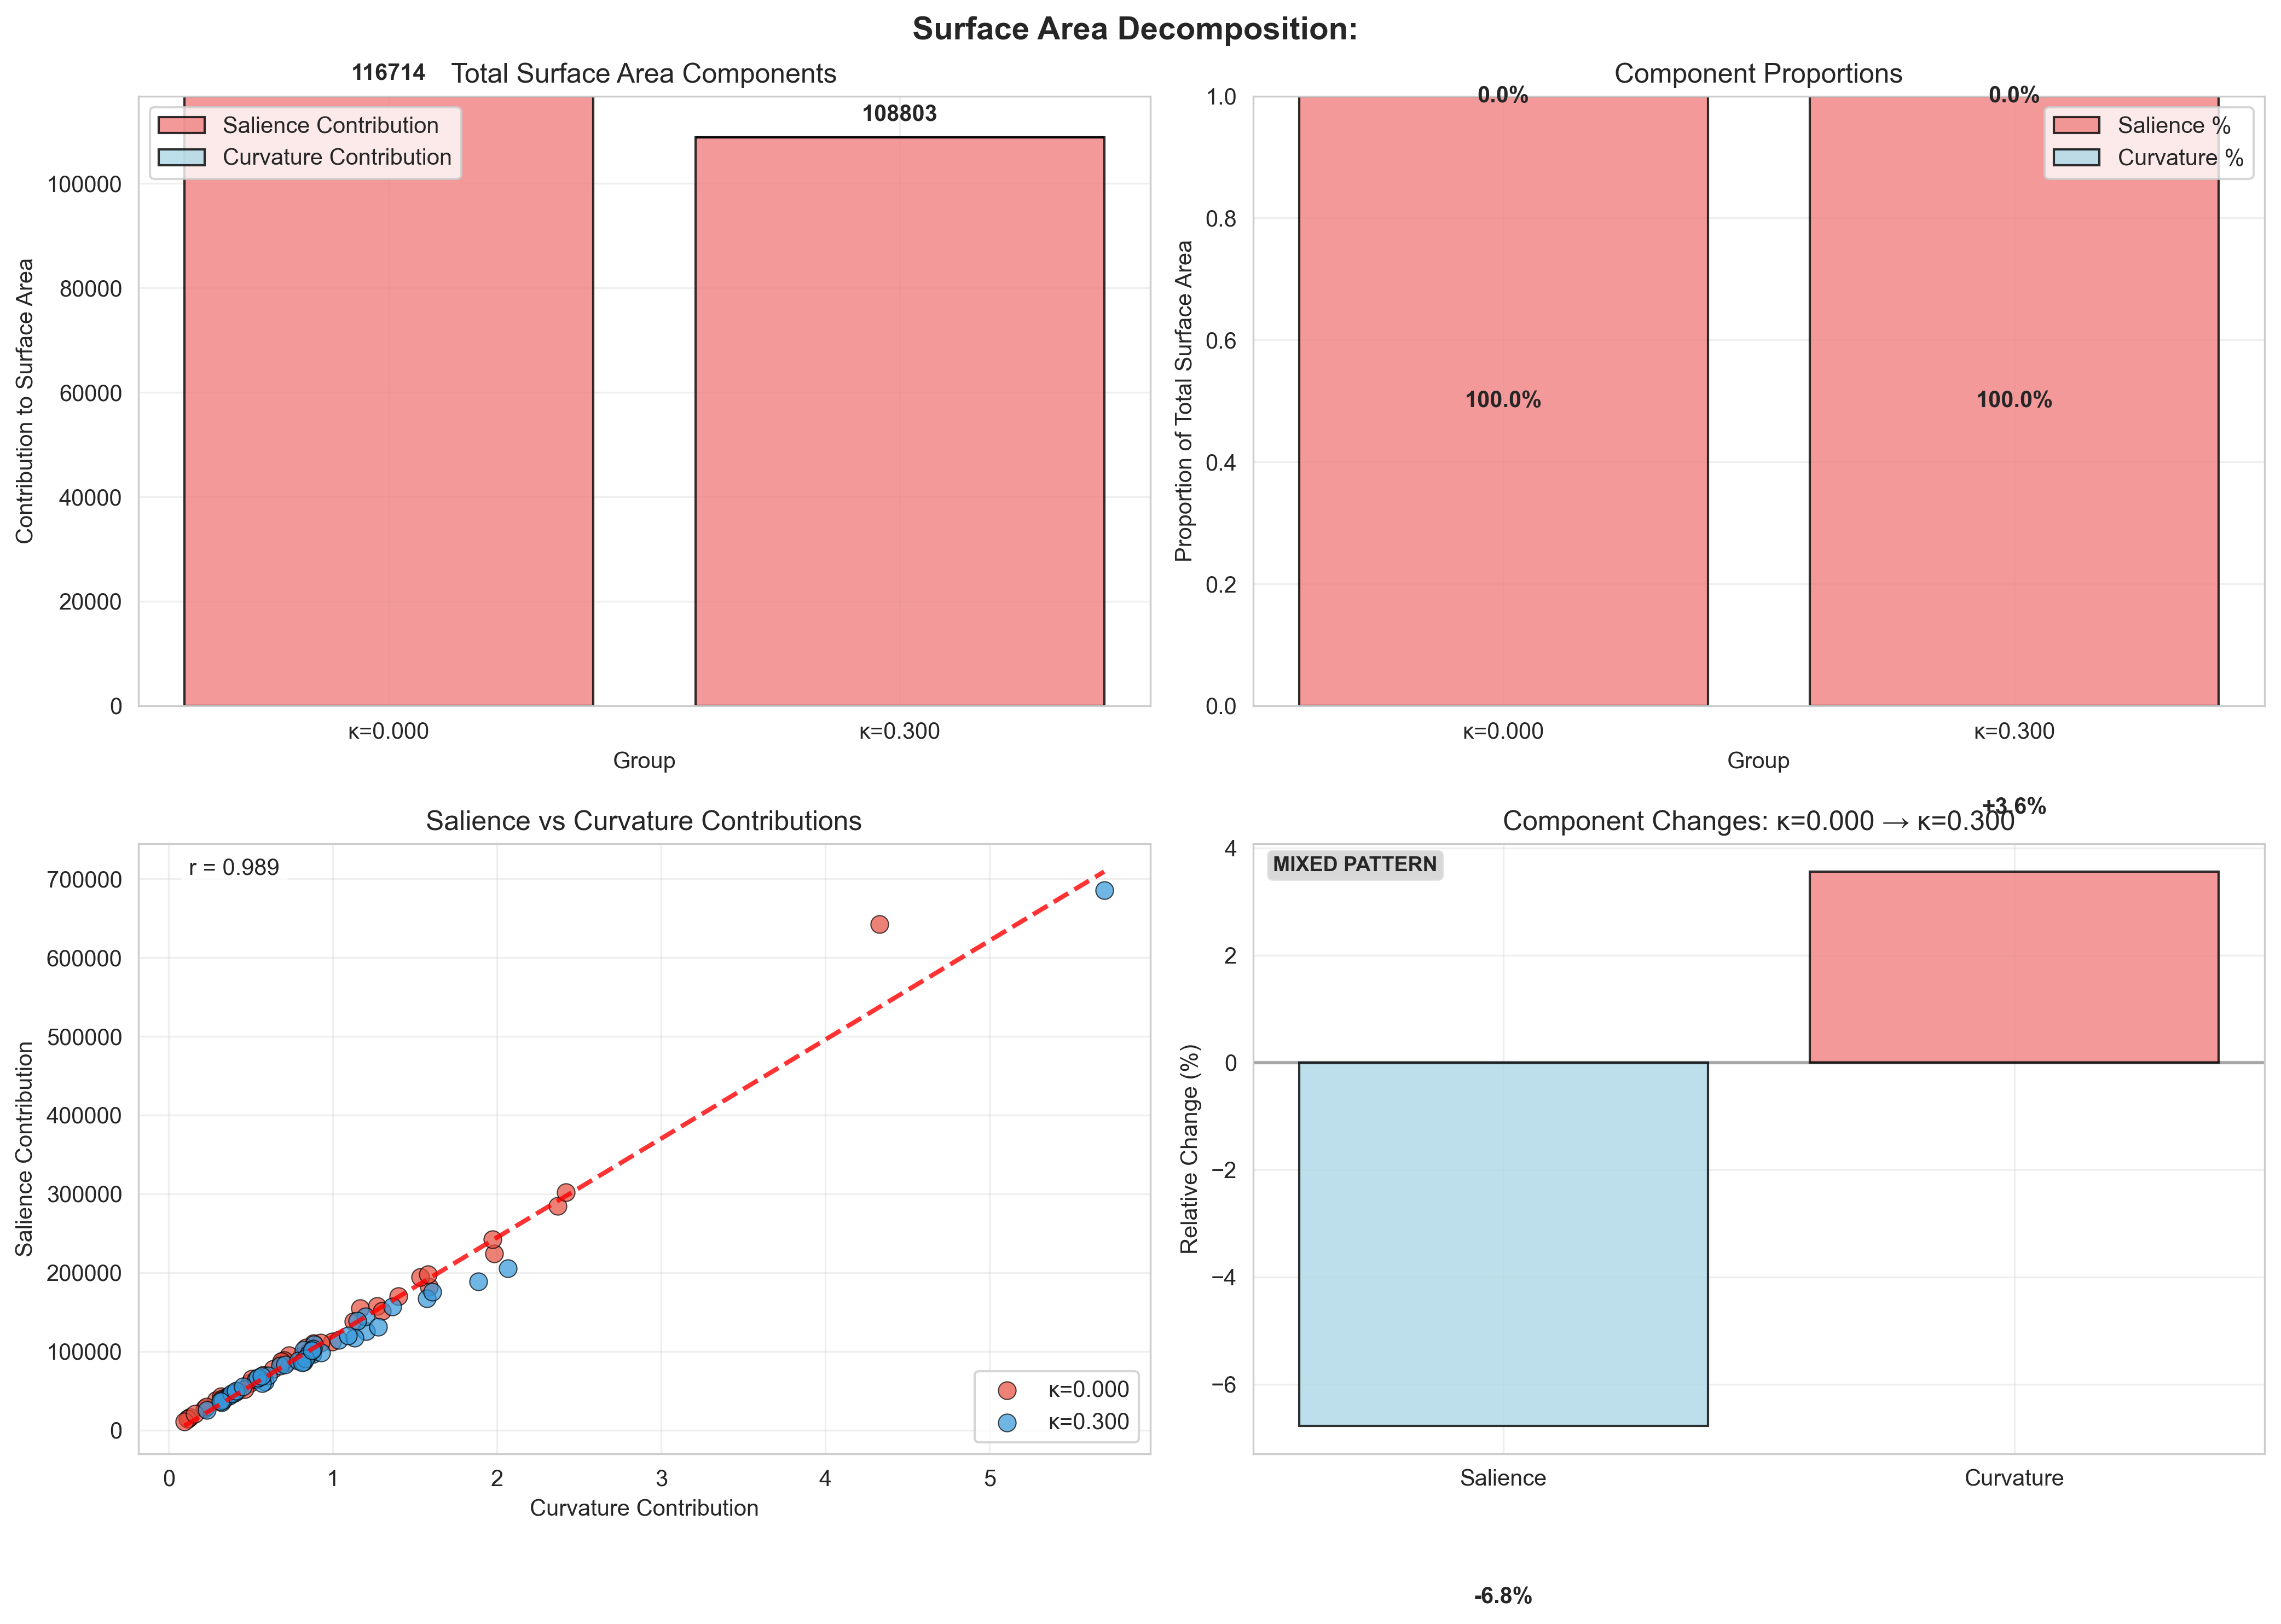 Surface Area Decomposition:
Total Surface Area Components
116714
108803
Salience Contribution
Curvature Contribution
Contribution to Surface Area
100000
80000
60000
40000
20000
0
κ=0.000
κ=0.300
Group
Component Proportions
0.0%
0.0%
Salience %
Curvature %
100.0%
100.0%
Proportion of Total Surface Area
1.0
0.8
0.6
0.4
0.2
0.0
κ=0.000
κ=0.300
Group
Salience vs Curvature Contributions
r = 0.989
Salience Contribution
700000
600000
500000
400000
300000
200000
100000
0
κ=0.000
κ=0.300
0
1
2
3
4
5
Curvature Contribution
+3.6%
Component Changes: κ=0.000 → κ=0.300
MIXED PATTERN
Relative Change (%)
4
2
0
−2
−4
−6
Salience
Curvature
-6.8%